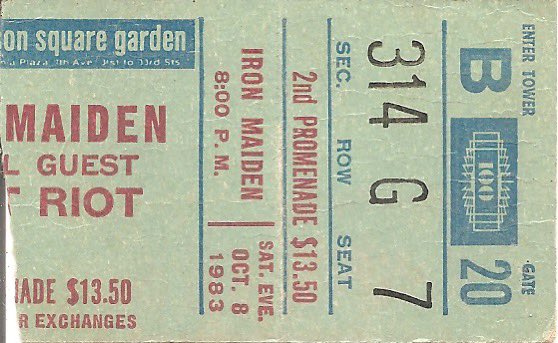 on square garden
a Plaza, 7th Ave., 31st to 33rd Sts.
MAIDEN
L GUEST
T RIOT
ADE $13.50
R EXCHANGES
IRON MAIDEN
8:00 P.M.
SAT. EVE.
OCT. 8
1983
2nd PROMENADE $13.50
SEC. ROW SEAT
314 G 7
ENTER TOWER
B
100
GATE
20